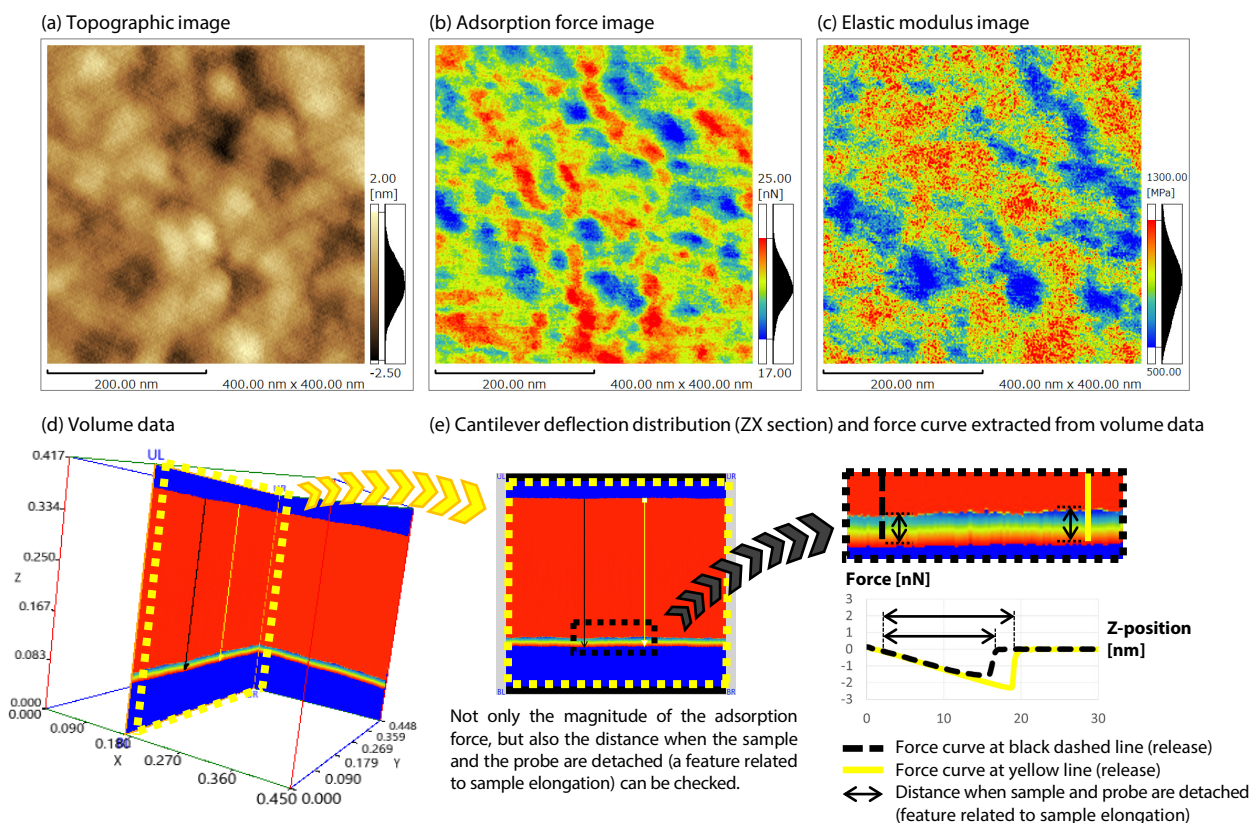 (a) Topographic image
(b) Adsorption force image
(c) Elastic modulus image
2.00
[nm]
-2.50
200.00 nm
400.00 nm x 400.00 nm
25.00
[nN]
17.00
200.00 nm
400.00 nm x 400.00 nm
1300.00
[MPa]
500.00
200.00 nm
400.00 nm x 400.00 nm
(d) Volume data
(e) Cantilever deflection distribution (ZX section) and force curve extracted from volume data
0.417
0.334
0.250
Z
0.167
0.083
0.000
0.000
0.090
0.180
X
0.270
0.360
0.450
0.000
0.090
0.179
Y
0.269
0.359
0.448
UL
UL
UR
BL
BR
Not only the magnitude of the adsorption
force, but also the distance when the sample
and the probe are detached (a feature related
to sample elongation) can be checked.
Force [nN]
3
2
1
0
-1
-2
-3
0
10
20
30
Z-position
[nm]
Force curve at black dashed line (release)
Force curve at yellow line (release)
Distance when sample and probe are detached
(feature related to sample elongation)